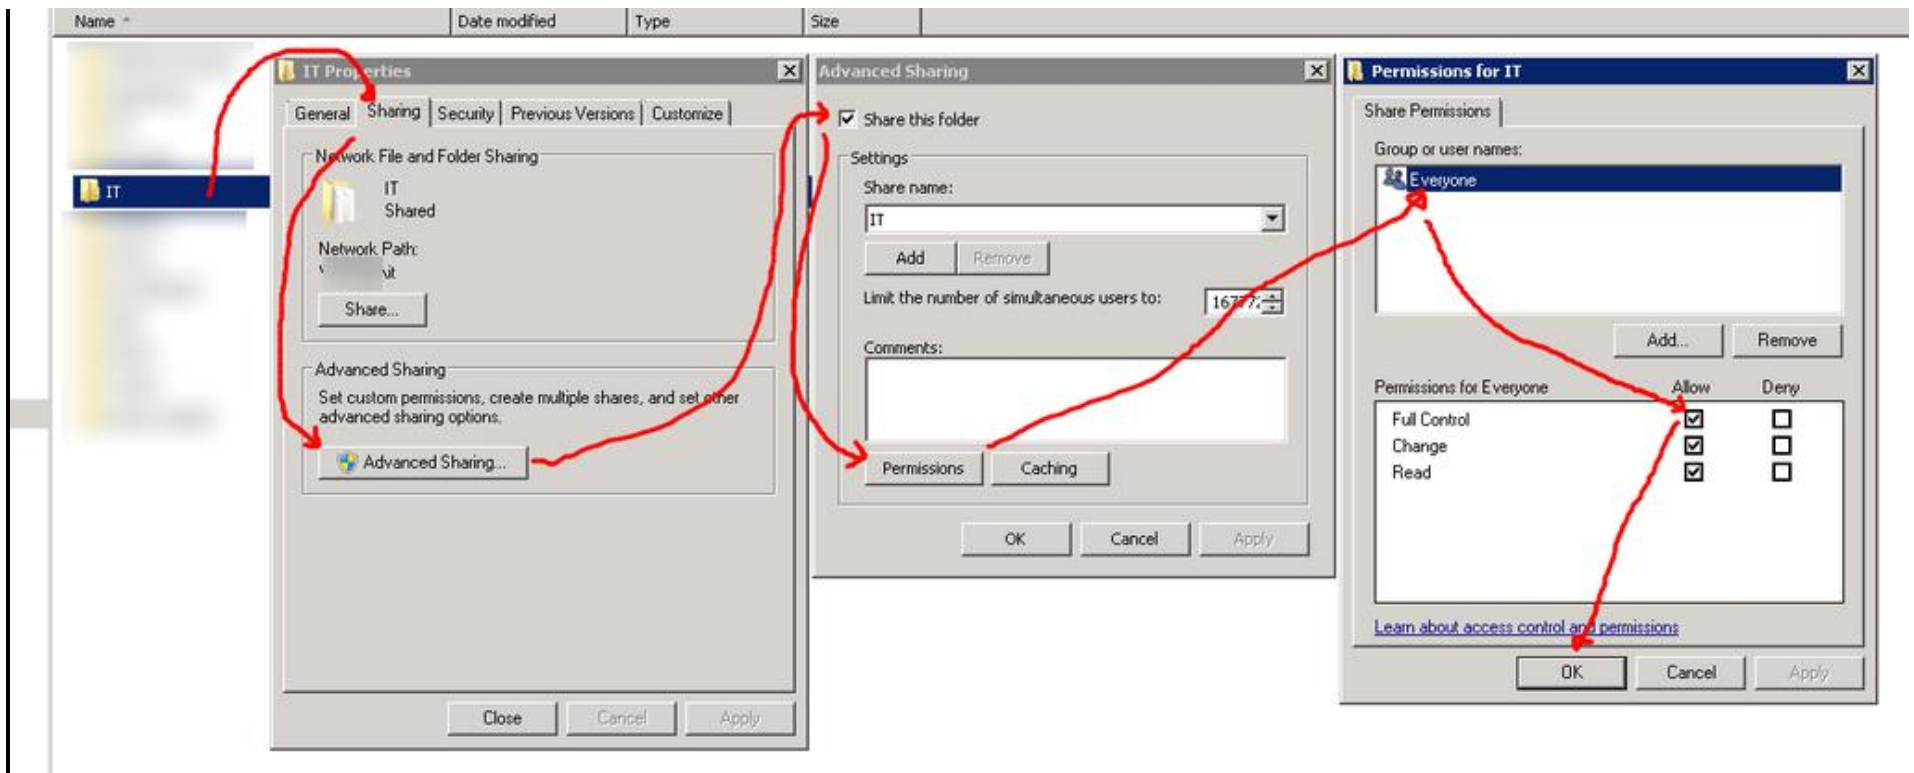 Name
Date modified
Type
Size
IT
IT Properties
General Sharing Security Previous Versions Customize
Network File and Folder Sharing
IT
Shared
Network Path:
Share...
Advanced Sharing
Set custom permissions, create multiple shares, and set other
advanced sharing options.
Advanced Sharing...
Close Cancel Apply
Advanced Sharing
Share this folder
Settings
Share name:
IT
Add Remove
Limit the number of simultaneous users to:
Comments:
Permissions Caching
OK Cancel Apply
Permissions for IT
Share Permissions
Group or user names:
Everyone
Add... Remove
Permissions for Everyone Allow Deny
Full Control
Change
Read
Learn about access control and permissions
OK Cancel Apply